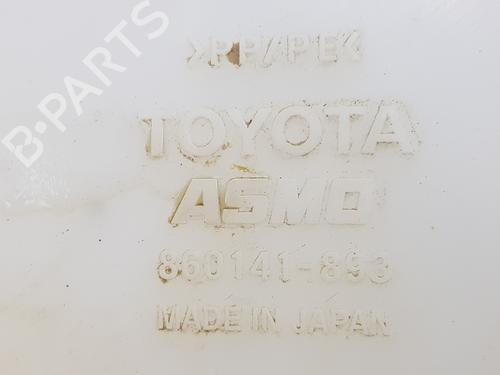 B-PARTS
>PP/PE<
TOYOTA
ASMO
860141-893
MADE IN JAPAN